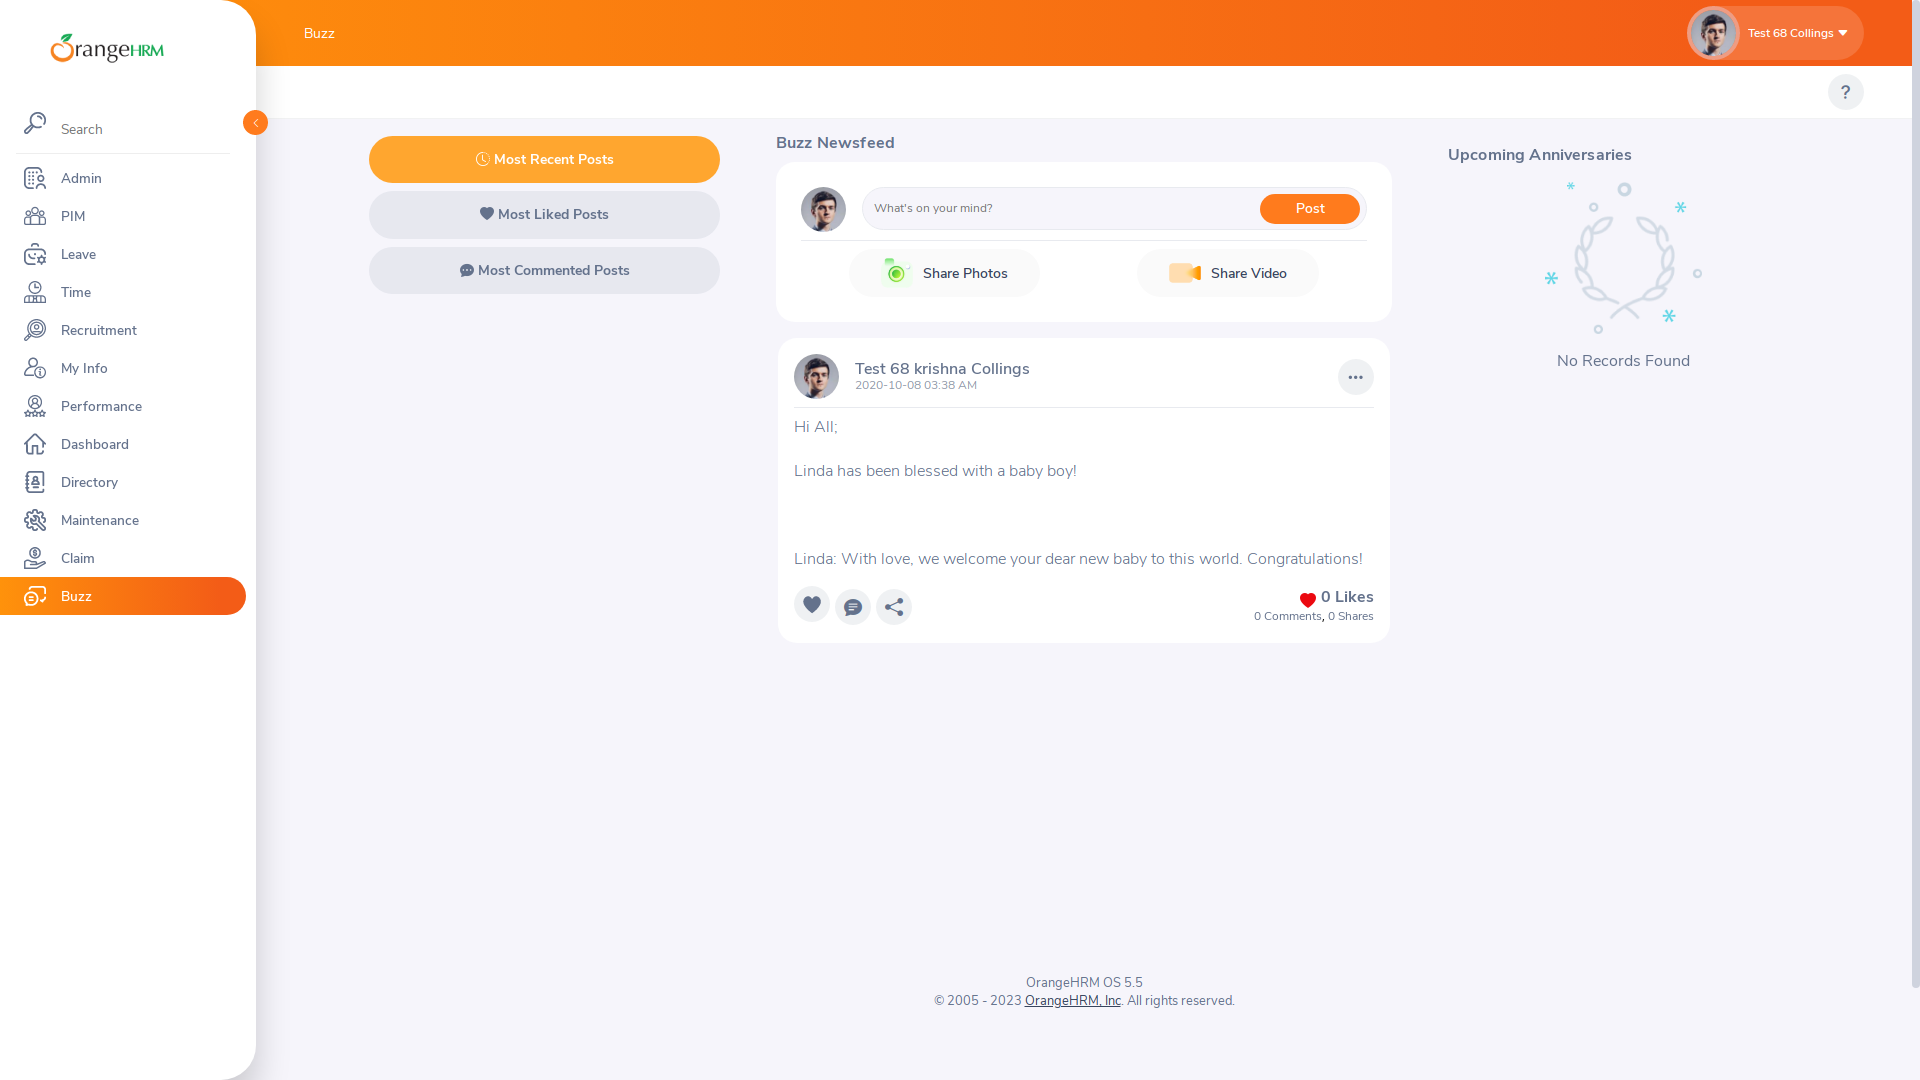 OrangeHRM
Search
Admin
PIM
Leave
Time
Recruitment
My Info
Performance
Dashboard
Directory
Maintenance
Claim
Buzz
Buzz
Test 68 Collings
?
Most Recent Posts
Most Liked Posts
Most Commented Posts
Buzz Newsfeed
What's on your mind?
Post
Share Photos
Share Video
Test 68 krishna Collings
2020-10-08 03:38 AM
Hi All;
Linda has been blessed with a baby boy!
Linda: With love, we welcome your dear new baby to this world. Congratulations!
0 Likes
0 Comments, 0 Shares
Upcoming Anniversaries
No Records Found
OrangeHRM OS 5.5
© 2005 - 2023 OrangeHRM, Inc. All rights reserved.